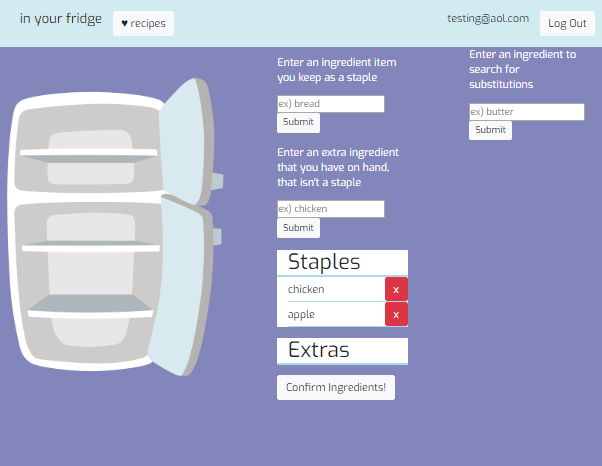 in your fridge
♥ recipes
testing@aol.com
Log Out
Enter an ingredient item
you keep as a staple
ex) bread
Submit
Enter an extra ingredient
that you have on hand,
that isn't a staple
ex) chicken
Submit
Staples
chicken
x
apple
x
Extras
Confirm Ingredients!
Enter an ingredient to
search for
substitutions
ex) butter
Submit